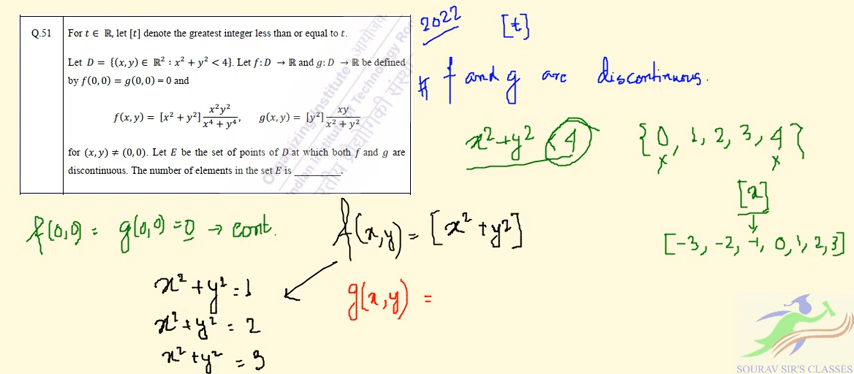 Q.51 For t ∈ ℝ, let [t] denote the greatest integer less than or equal to t.
Let D = {(x, y) ∈ ℝ² : x² + y² < 4}. Let f: D → ℝ and g: D → ℝ be defined
by f(0,0) = g(0,0) = 0 and
f(x, y) = [x² + y²] x²y²/(x⁴ + y⁴), g(x, y) = [y²] xy/(x² + y²)
for (x, y) ≠ (0,0). Let E be the set of points of D at which both f and g are
discontinuous. The number of elements in the set E is ________.
2022 [t]
# f and g are discontinuous.
x² + y² < 4 {0, 1, 2, 3, 4}
[x]
[-3, -2, -1, 0, 1, 2, 3]
f(0,0) = g(0,0) = 0 → cont.
f(x,y) = [x² + y²]
x² + y² = 1
x² + y² = 2
x² + y² = 3
g(x,y) =
SOURAV SIR'S CLASSES